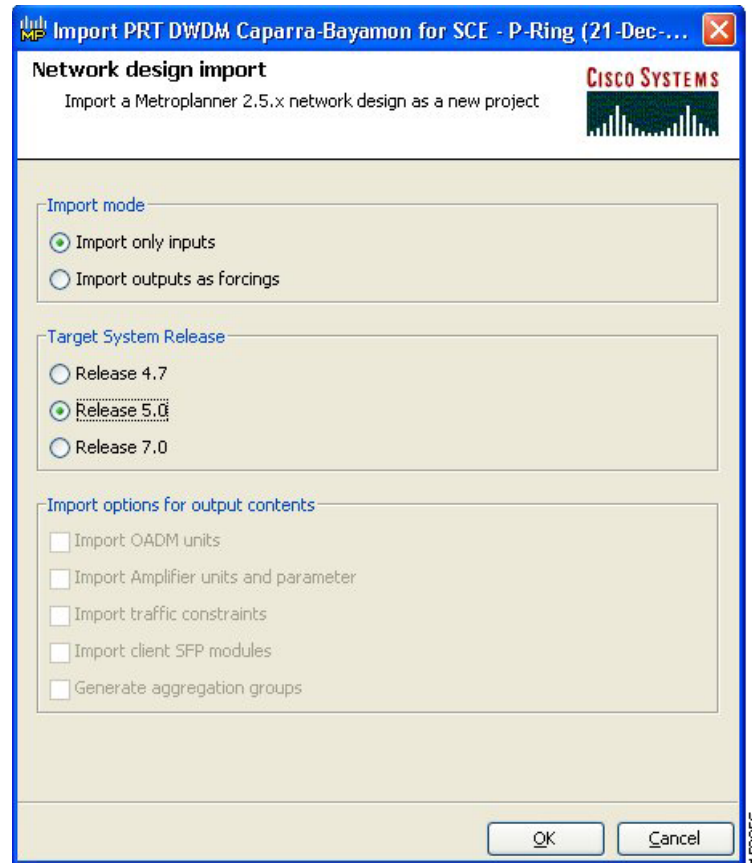 Import PRT DWDM Caparra-Bayamon for SCE - P-Ring (21-Dec-...
Network design import
Import a Metroplanner 2.5.x network design as a new project
CISCO SYSTEMS
Import mode
Import only inputs
Import outputs as forcings
Target System Release
Release 4.7
Release 5.0
Release 7.0
Import options for output contents
Import OADM units
Import Amplifier units and parameter
Import traffic constraints
Import client SFP modules
Generate aggregation groups
OK
Cancel